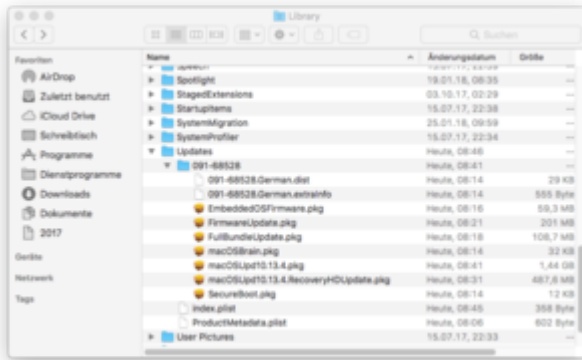 Library
Suchen
Favoriten
AirDrop
Zuletzt benutzt
iCloud Drive
Schreibtisch
Programme
Dienstprogramme
Downloads
Dokumente
2017
Geräte
Netzwerk
Tags
Name Änderungsdatum Größe
Speech 15.07.17, 22:39 --
Spotlight 19.01.18, 08:35 --
StagedExtensions 03.10.17, 02:29 --
StartupItems 15.07.17, 22:38 --
SystemMigration 25.01.18, 09:59 --
SystemProfiler 15.07.17, 22:34 --
Updates Heute, 08:46 --
091-68528 Heute, 08:41 --
091-68528.German.dist Heute, 08:14 29 KB
091-68528.German.extraInfo Heute, 08:14 555 Byte
EmbeddedOSFirmware.pkg Heute, 08:16 59,3 MB
FirmwareUpdate.pkg Heute, 08:21 201 MB
FullBundleUpdate.pkg Heute, 08:18 108,7 MB
macOSBrain.pkg Heute, 08:14 32 KB
macOSUpd10.13.4.pkg Heute, 08:41 1,44 GB
macOSUpd10.13.4.RecoveryHDUpdate.pkg Heute, 08:31 487,6 MB
SecureBoot.pkg Heute, 08:14 12 KB
index.plist Heute, 08:45 358 Byte
ProductMetadata.plist Heute, 08:06 602 Byte
User Pictures 15.07.17, 22:33 --